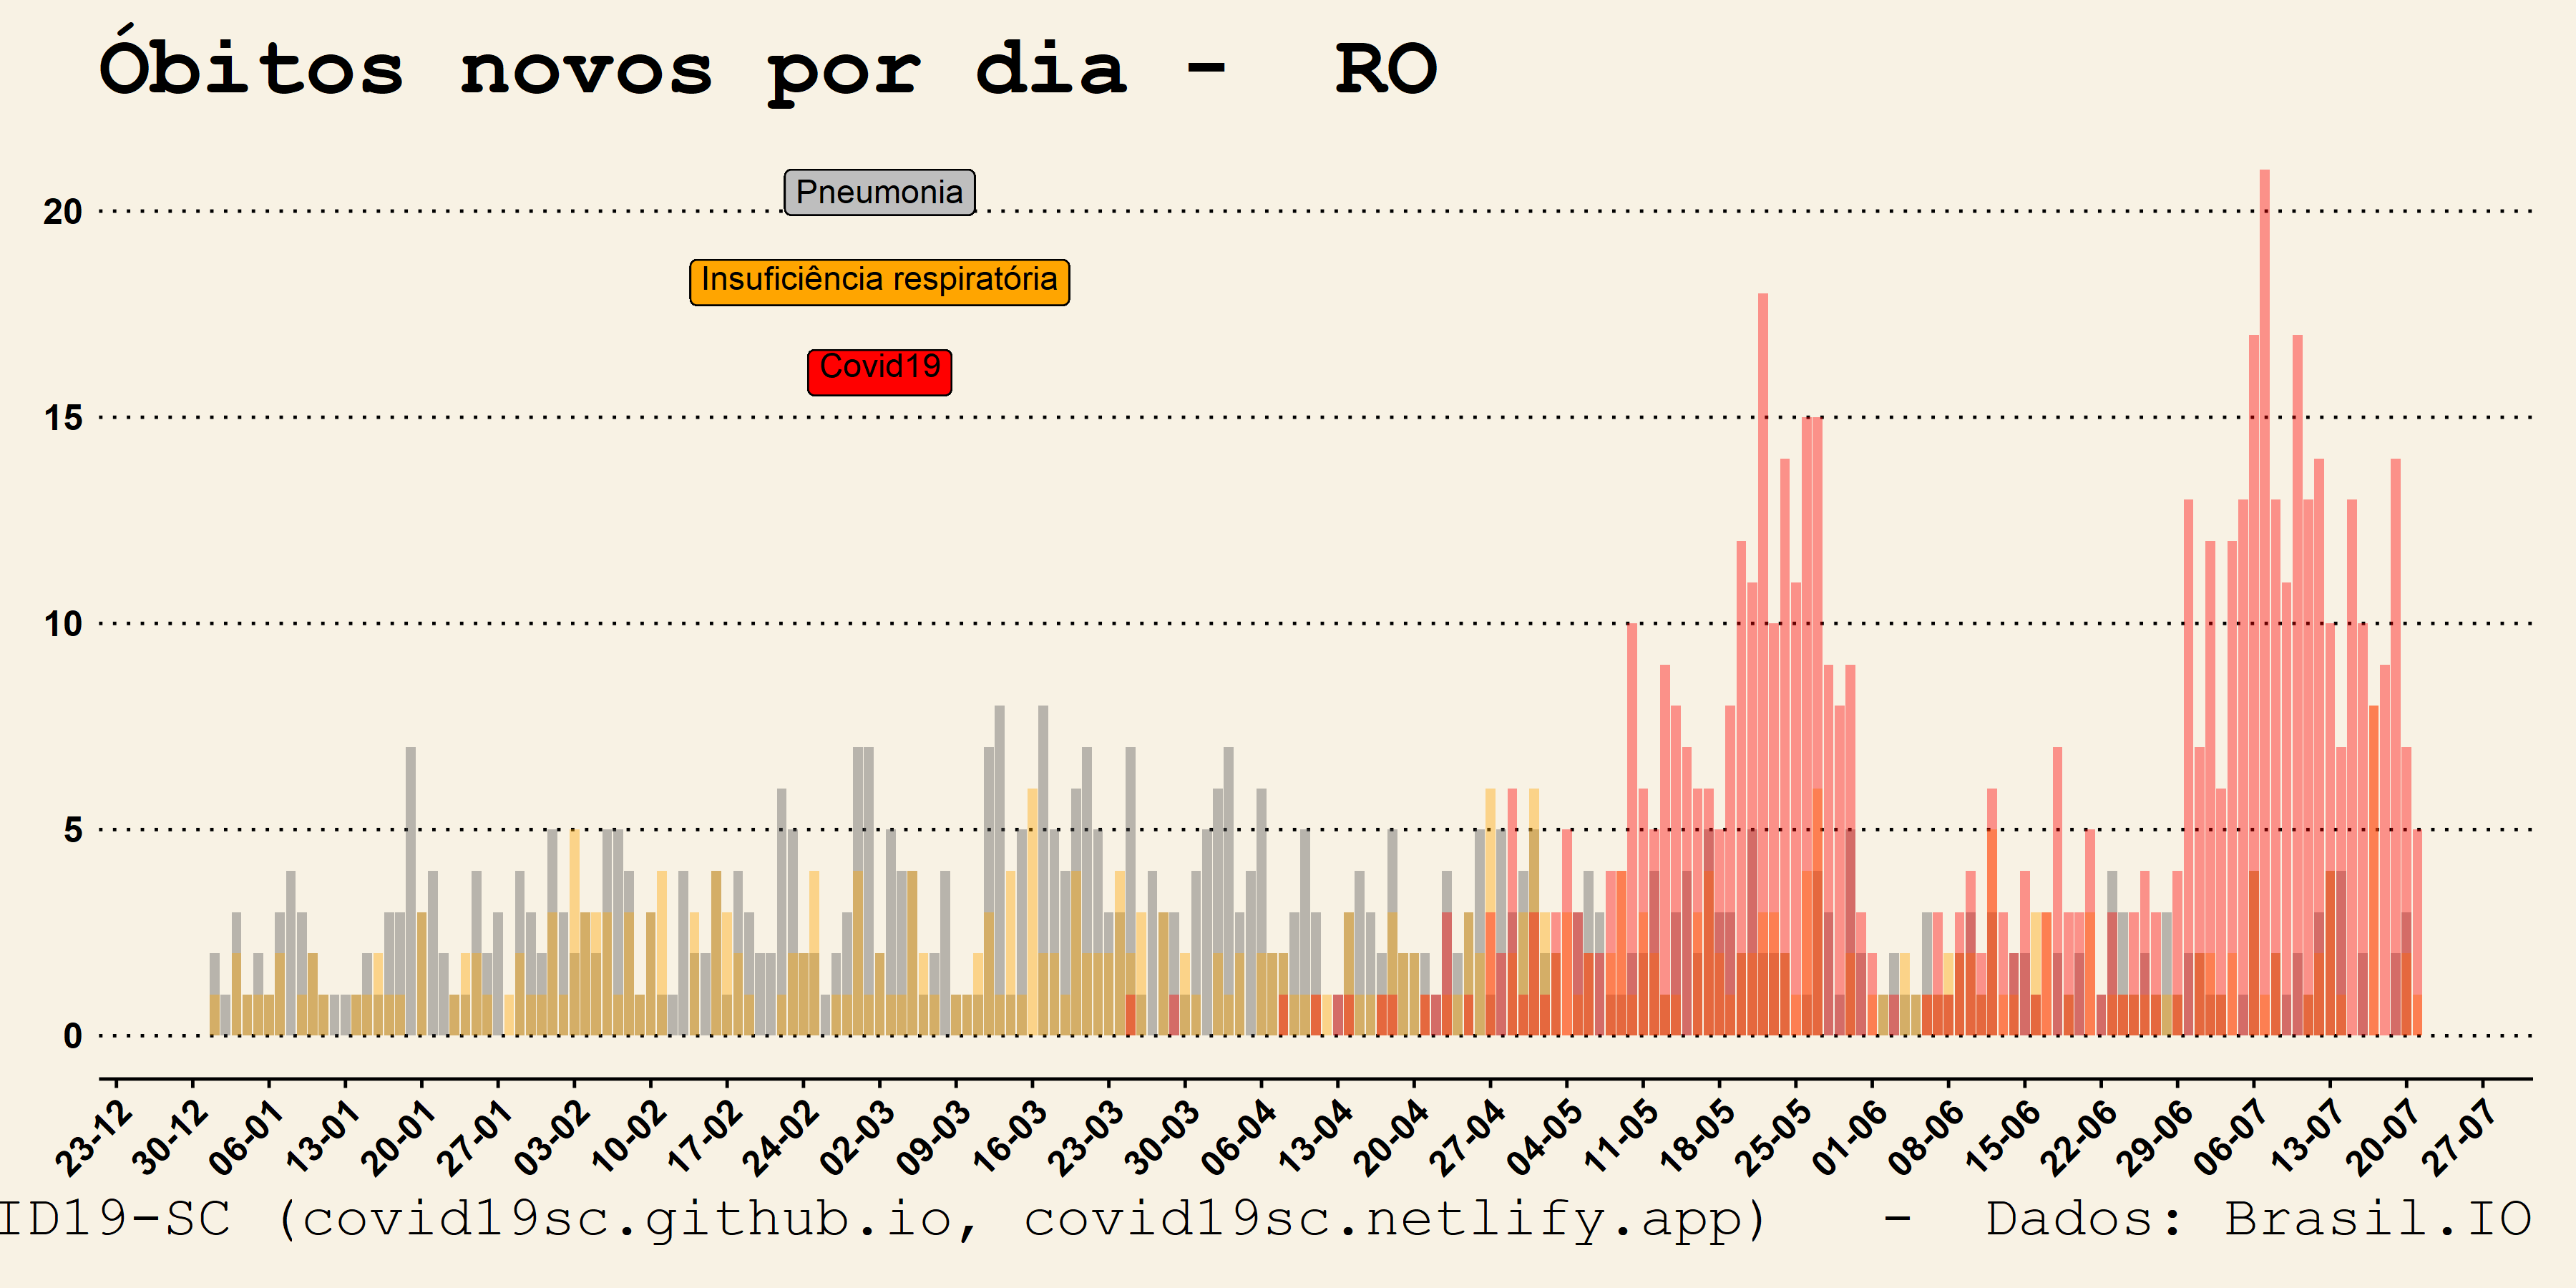 Óbitos novos por dia - RO
Pneumonia
Insuficiência respiratória
Covid19
20
15
10
5
0
23-12 30-12 06-01 13-01 20-01 27-01 03-02 10-02 17-02 24-02 02-03 09-03 16-03 23-03 30-03 06-04 13-04 20-04 27-04 04-05 11-05 18-05 25-05 01-06 08-06 15-06 22-06 29-06 06-07 13-07 20-07 27-07
ID19-SC (covid19sc.github.io, covid19sc.netlify.app) - Dados: Brasil.IO